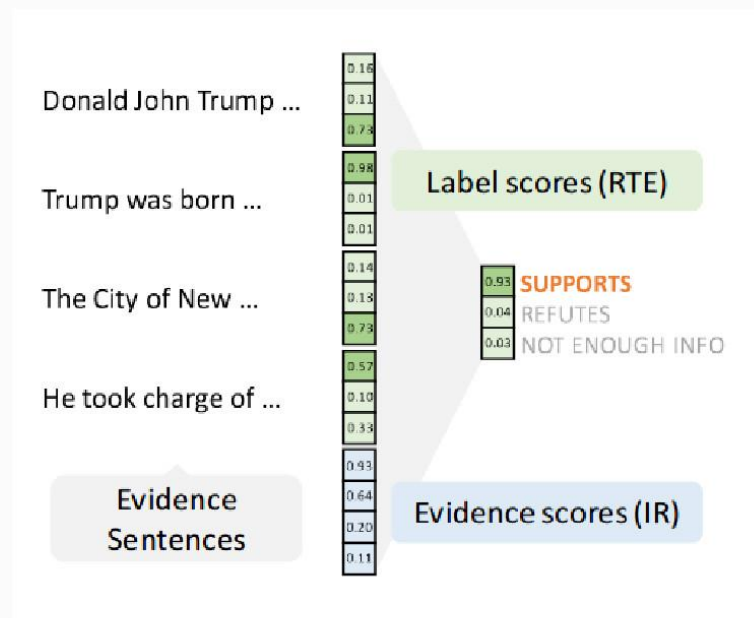 Donald John Trump ...
0.16
0.11
0.73
Trump was born ...
0.98
0.01
0.01
Label scores (RTE)
The City of New ...
0.14
0.13
0.73
0.93 SUPPORTS
0.04 REFUTES
0.03 NOT ENOUGH INFO
He took charge of ...
0.57
0.10
0.33
Evidence
Sentences
0.93
0.64
0.20
0.11
Evidence scores (IR)